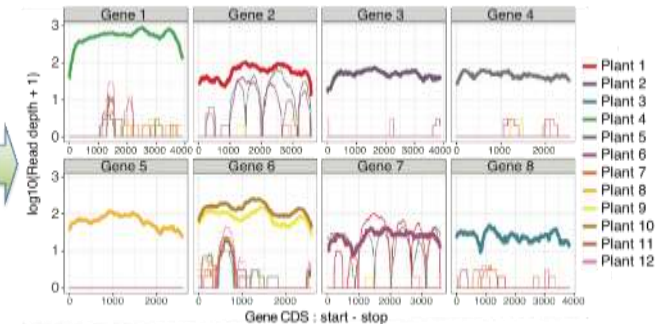 Gene 1
Gene 2
Gene 3
Gene 4
3
2
1
0
0 1000 2000 3000 4000
0 1000 2000 3000
0 1000 2000 3000 4000
0 1000 2000
Gene 5
Gene 6
Gene 7
Gene 8
3
2
1
0
0 1000 2000
0 1000 2000
0 1000 2000 3000
0 1000 2000 3000 4000
log10(Read depth + 1)
Gene CDS : start - stop
Plant 1
Plant 2
Plant 3
Plant 4
Plant 5
Plant 6
Plant 7
Plant 8
Plant 9
Plant 10
Plant 11
Plant 12